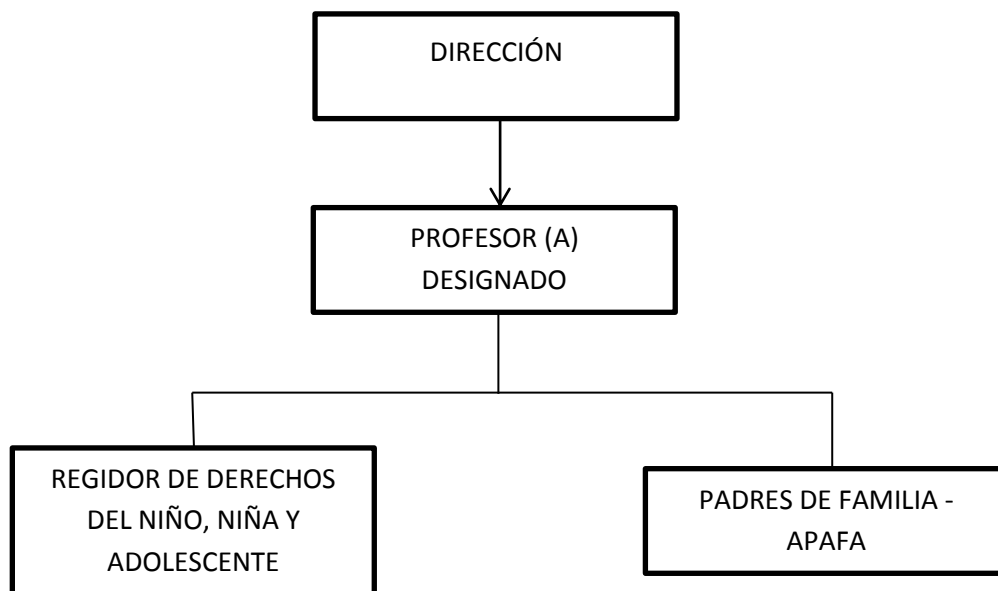 DIRECCIÓN
PROFESOR (A)
DESIGNADO
REGIDOR DE DERECHOS
DEL NIÑO, NIÑA Y
ADOLESCENTE
PADRES DE FAMILIA -
APAFA